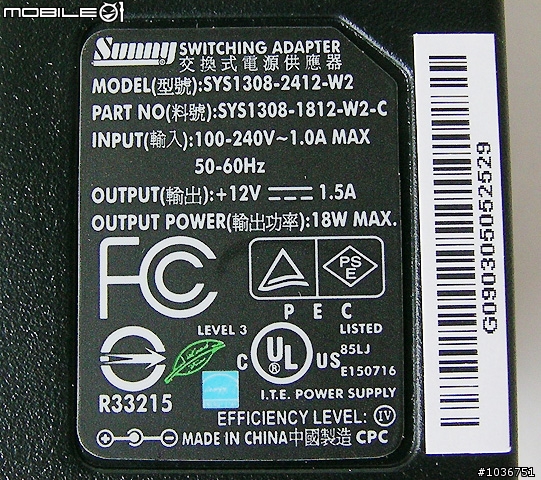 MOBILE01
Sunny SWITCHING ADAPTER
交換式電源供應器
MODEL(型號):SYS1308-2412-W2
PART NO(料號):SYS1308-1812-W2-C
INPUT(輸入):100-240V~1.0A MAX
50-60Hz
OUTPUT(輸出):+12V 1.5A
OUTPUT POWER(輸出功率):18W MAX.
FC
PS
E
P E C
LEVEL 3
LISTED
C UL US
85LJ
E150716
R33215
I.T.E. POWER SUPPLY
EFFICIENCY LEVEL: IV
MADE IN CHINA中國製造 CPC
G0903050052529
#1036751